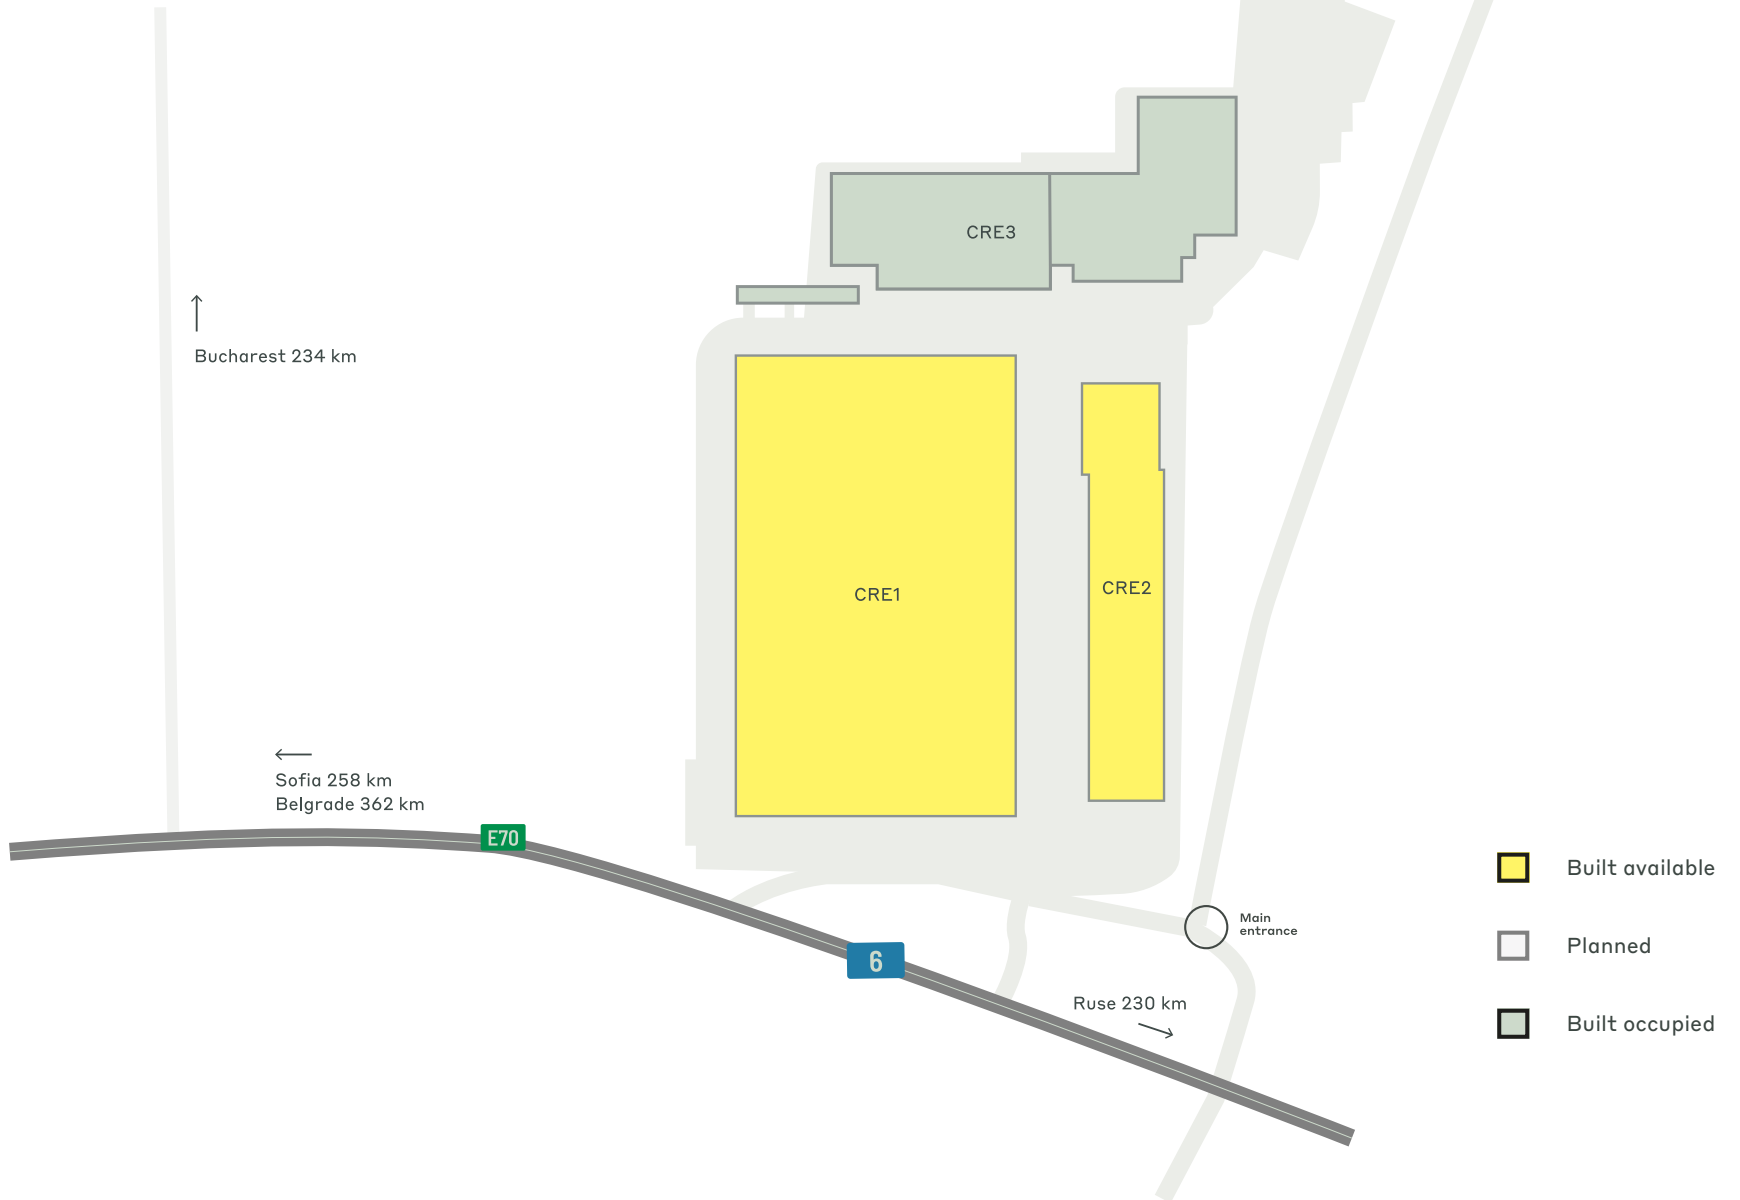 CRE3
Bucharest 234 km
CRE1
CRE2
Sofia 258 km
Belgrade 362 km
E70
6
Main
entrance
Ruse 230 km
Built available
Planned
Built occupied